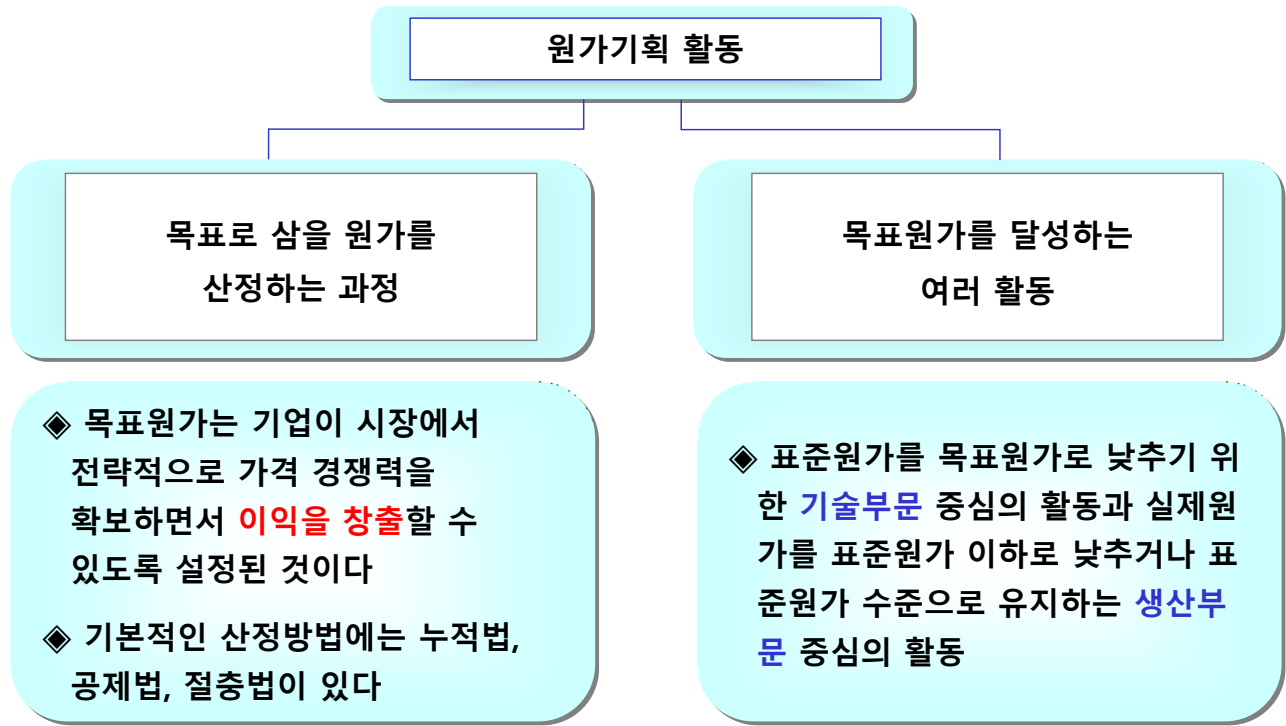 원가기획 활동
목표로 삼을 원가를
산정하는 과정
목표원가를 달성하는
여러 활동
◈ 목표원가는 기업이 시장에서
전략적으로 가격 경쟁력을
확보하면서 이익을 창출할 수
있도록 설정된 것이다
◈ 기본적인 산정방법에는 누적법,
공제법, 절충법이 있다
◈ 표준원가를 목표원가로 낮추기 위
한 기술부문 중심의 활동과 실제원
가를 표준원가 이하로 낮추거나 표
준원가 수준으로 유지하는 생산부
문 중심의 활동